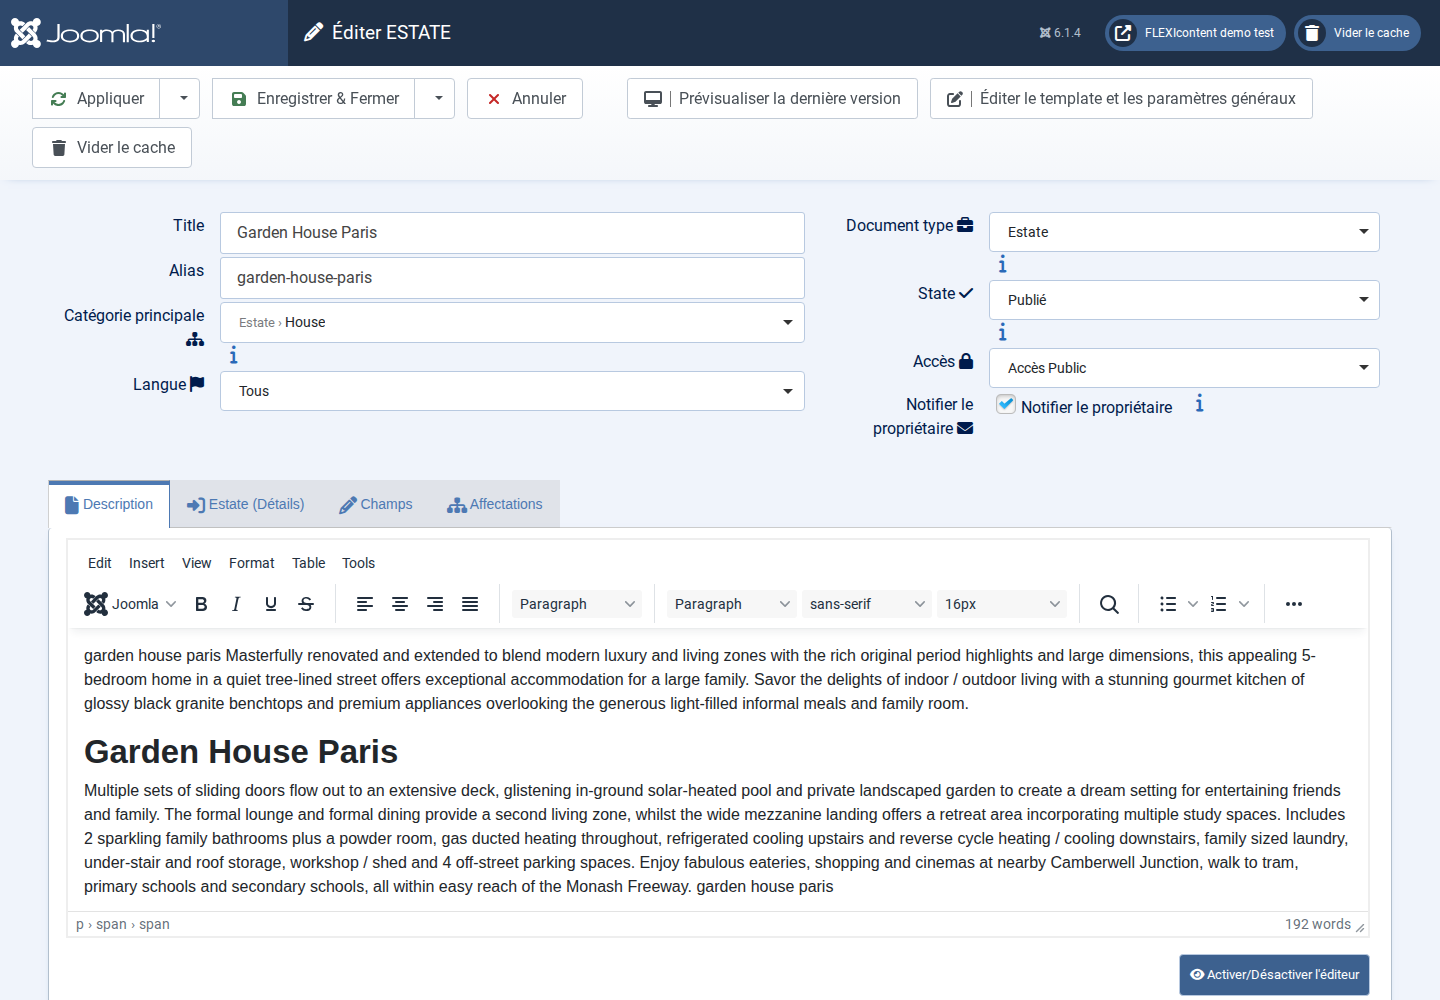 Joomla!®
Éditer ESTATE
6.1.4
FLEXIcontent demo test
Vider le cache
Appliquer
Enregistrer & Fermer
Annuler
Prévisualiser la dernière version
Éditer le template et les paramètres généraux
Vider le cache
Title
Garden House Paris
Alias
garden-house-paris
Catégorie principale
Estate › House
Langue
Tous
Document type
Estate
State
Publié
Accès
Accès Public
Notifier le
propriétaire
Notifier le propriétaire
Description
Estate (Détails)
Champs
Affectations
Edit Insert View Format Table Tools
Joomla B I U S Paragraph Paragraph sans-serif 16px
garden house paris Masterfully renovated and extended to blend modern luxury and living zones with the rich original period highlights and large dimensions, this appealing 5-
bedroom home in a quiet tree-lined street offers exceptional accommodation for a large family. Savor the delights of indoor / outdoor living with a stunning gourmet kitchen of
glossy black granite benchtops and premium appliances overlooking the generous light-filled informal meals and family room.
Garden House Paris
Multiple sets of sliding doors flow out to an extensive deck, glistening in-ground solar-heated pool and private landscaped garden to create a dream setting for entertaining friends
and family. The formal lounge and formal dining provide a second living zone, whilst the wide mezzanine landing offers a retreat area incorporating multiple study spaces. Includes
2 sparkling family bathrooms plus a powder room, gas ducted heating throughout, refrigerated cooling upstairs and reverse cycle heating / cooling downstairs, family sized laundry,
under-stair and roof storage, workshop / shed and 4 off-street parking spaces. Enjoy fabulous eateries, shopping and cinemas at nearby Camberwell Junction, walk to tram,
primary schools and secondary schools, all within easy reach of the Monash Freeway. garden house paris
p › span › span
192 words
Activer/Désactiver l'éditeur